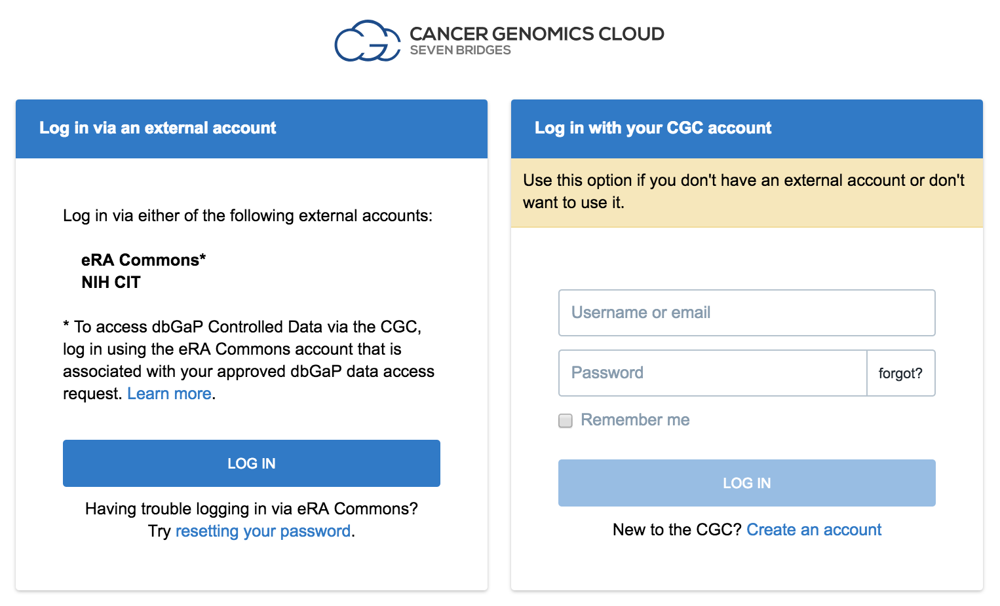 CANCER GENOMICS CLOUD
SEVEN BRIDGES
Log in via an external account
Log in via either of the following external accounts:
eRA Commons*
NIH CIT
* To access dbGaP Controlled Data via the CGC,
log in using the eRA Commons account that is
associated with your approved dbGaP data access
request. Learn more.
LOG IN
Having trouble logging in via eRA Commons?
Try resetting your password.
Log in with your CGC account
Use this option if you don't have an external account or don't
want to use it.
Username or email
Password
forgot?
Remember me
LOG IN
New to the CGC? Create an account